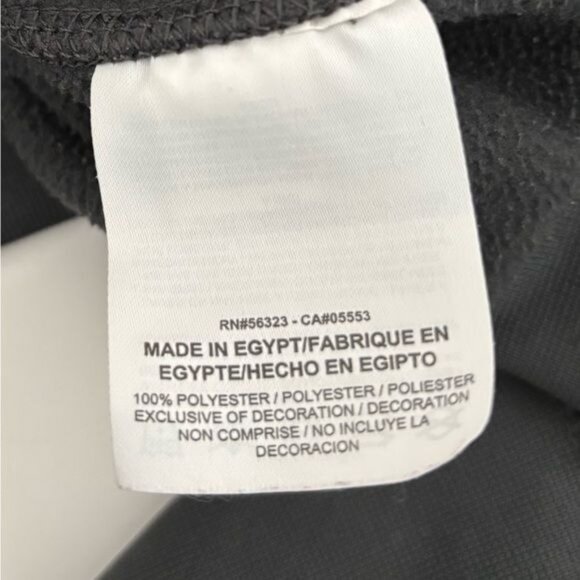 RN#56323 - CA#05553
MADE IN EGYPT/FABRIQUE EN
EGYPTE/HECHO EN EGIPTO
100% POLYESTER / POLYESTER / POLIESTER
EXCLUSIVE OF DECORATION / DECORATION
NON COMPRISE / NO INCLUYE LA
DECORACION